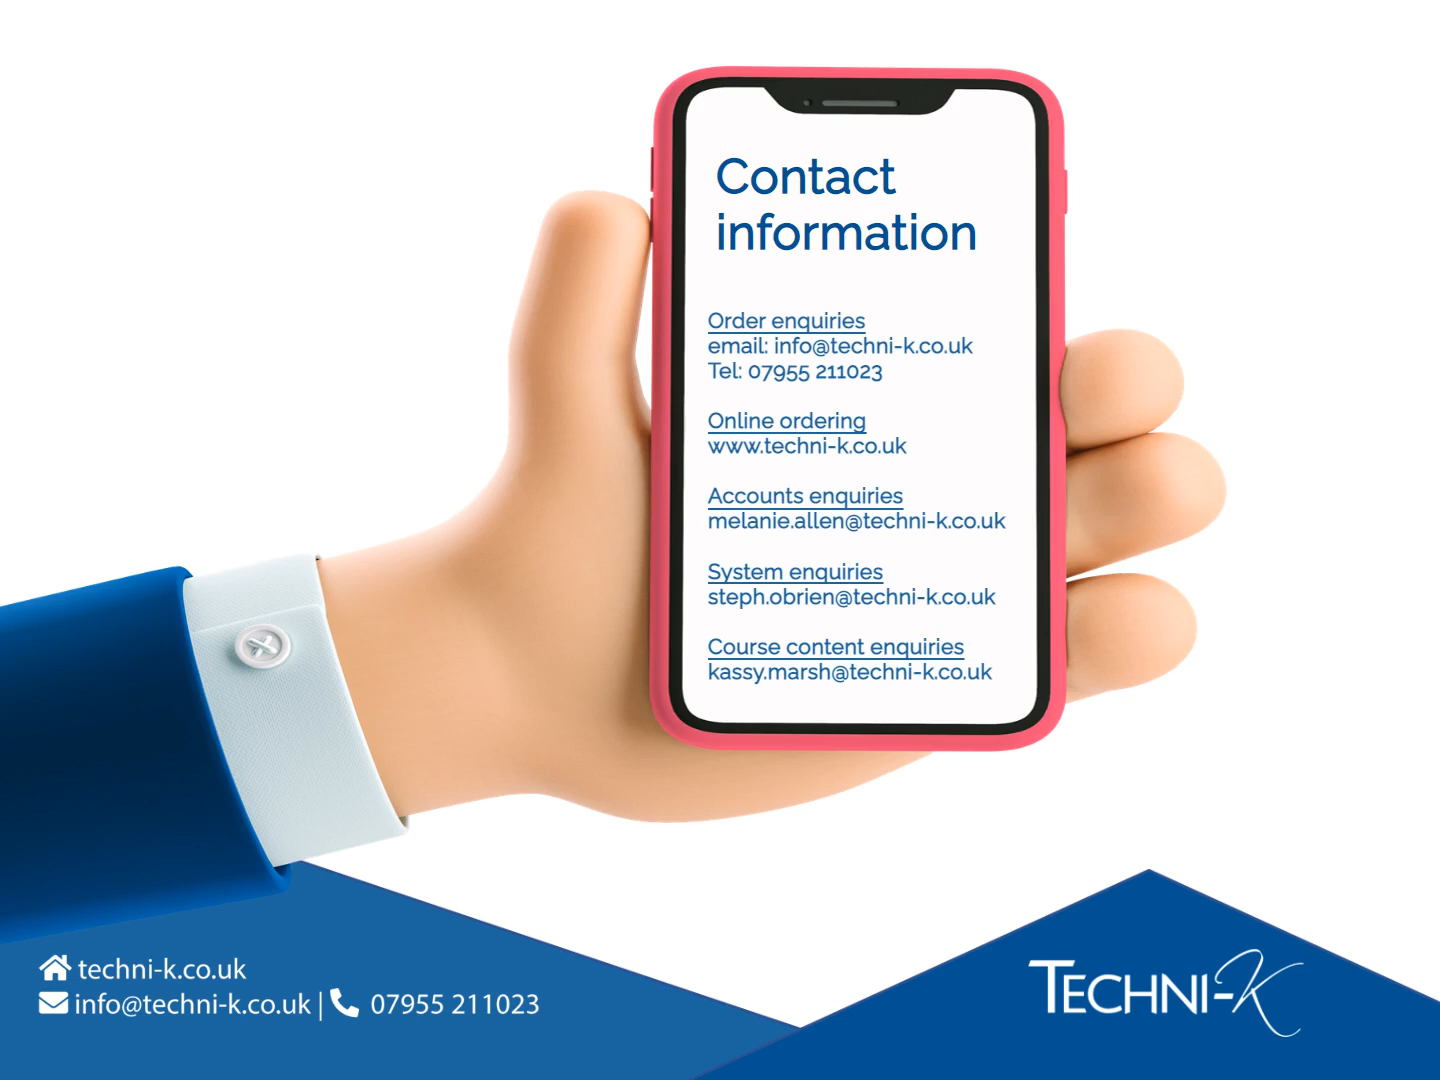 Contact
information
Order enquiries
email: info@techni-k.co.uk
Tel: 07955 211023
Online ordering
www.techni-k.co.uk
Accounts enquiries
melanie.allen@techni-k.co.uk
System enquiries
steph.obrien@techni-k.co.uk
Course content enquiries
kassy.marsh@techni-k.co.uk
techni-k.co.uk
info@techni-k.co.uk | 07955 211023
TECHNI-K